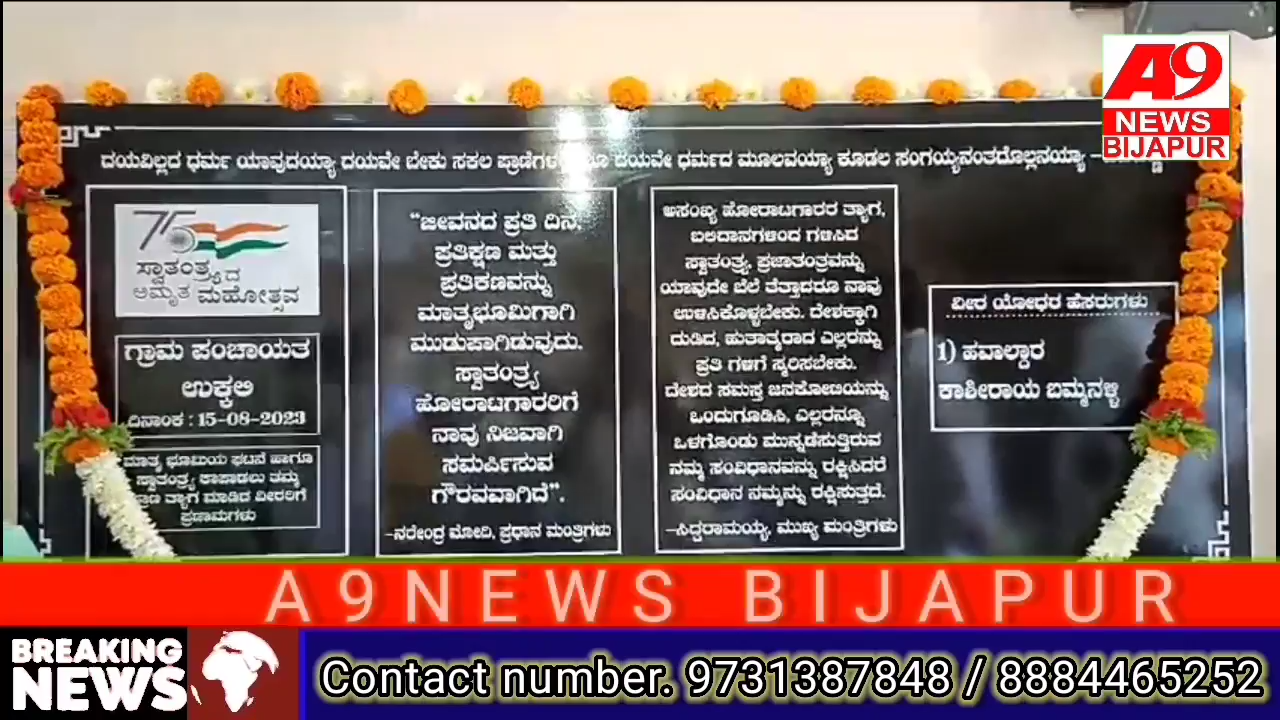 A9
NEWS
BIJAPUR
ದಯವಿಲ್ಲದ ಧರ್ಮ ಯಾವುದಯ್ಯಾ ದಯವೇ ಬೇಕು ಸಕಲ ದಯವೇ ಧರ್ಮದ ಮೂಲವಯ್ಯಾ ಕೂಡಲ ಸಂಗಯ್ಯನಂತದೊಲ್ಲನಯ್ಯಾ
75
ಸ್ವಾತಂತ್ರ್ಯದ
ಅಮೃತ ಮಹೋತ್ಸವ
ಗ್ರಾಮ ಪಂಚಾಯತ
ಉಕ್ಕಲಿ
ದಿನಾಂಕ : 15-08-2023
ಮಾತೃ ಭೂಮಿಯ ಘಟನೆ ಹಾಗೂ
ಸ್ವಾತಂತ್ರ್ಯ ಕಾಪಾಡಲು ತಮ್ಮ
ತ್ಯಾಗ ಮಾಡಿದ ವೀರರಿಗೆ
ಪ್ರಣಾಮಗಳು
“ಜೀವನದ ಪ್ರತಿ ದಿನ,
ಪ್ರತಿಕ್ಷಣ ಮತ್ತು
ಪ್ರತಿಕಣವನ್ನು
ಮಾತೃಭೂಮಿಗಾಗಿ
ಮುಡುಪಾಗಿಡುವುದು.
ಸ್ವಾತಂತ್ರ್ಯ
ಹೋರಾಟಗಾರರಿಗೆ
ನಾವು ನಿಜವಾಗಿ
ಸಮರ್ಪಿಸುವ
ಗೌರವವಾಗಿದೆ”.
-ನರೇಂದ್ರ ಮೋದಿ, ಪ್ರಧಾನ ಮಂತ್ರಿಗಳು
ಅಸಂಖ್ಯ ಹೋರಾಟಗಾರರ ತ್ಯಾಗ,
ಬಲಿದಾನಗಳಿಂದ ಗಳಿಸಿದ
ಸ್ವಾತಂತ್ರ್ಯ, ಪ್ರಜಾತಂತ್ರವನ್ನು
ಯಾವುದೇ ಬೆಲೆ ತೆತ್ತಾದರೂ ನಾವು
ಉಳಿಸಿಕೊಳ್ಳಬೇಕು. ದೇಶಕ್ಕಾಗಿ
ದುಡಿದ, ಹುತಾತ್ಮರಾದ ಎಲ್ಲರನ್ನು
ಪ್ರತಿ ಗಳಿಗೆ ಸ್ಮರಿಸಬೇಕು.
ದೇಶದ ಸಮಸ್ತ ಜನಕೋಟಿಯನ್ನು
ಒಂದುಗೂಡಿಸಿ, ಎಲ್ಲರನ್ನೂ
ಒಳಗೊಂಡು ಮುನ್ನಡೆಸುತ್ತಿರುವ
ನಮ್ಮ ಸಂವಿಧಾನವನ್ನು ರಕ್ಷಿಸಿದರೆ
ಸಂವಿಧಾನ ನಮ್ಮನ್ನು ರಕ್ಷಿಸುತ್ತದೆ.
-ಸಿದ್ದರಾಮಯ್ಯ, ಮುಖ್ಯ ಮಂತ್ರಿಗಳು
ವೀರ ಯೋಧರ ಹೆಸರುಗಳು
1) ಹವಾಲ್ದಾರ
ಕಾಶೀರಾಯ ಬಮ್ಮನಳ್ಳಿ
A9NEWS BIJAPUR
BREAKING
NEWS
Contact number. 9731387848 / 8884465252